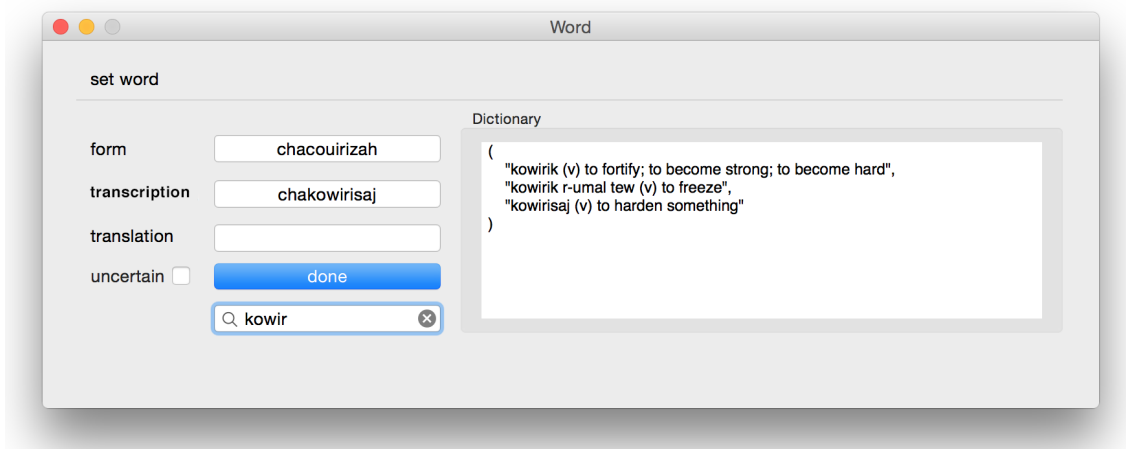 Word
set word
form chacouirizah
transcription chakowirisaj
translation
uncertain done
kowir
Dictionary
(
"kowirik (v) to fortify; to become strong; to become hard",
"kowirik r-umal tew (v) to freeze",
"kowirisaj (v) to harden something"
)